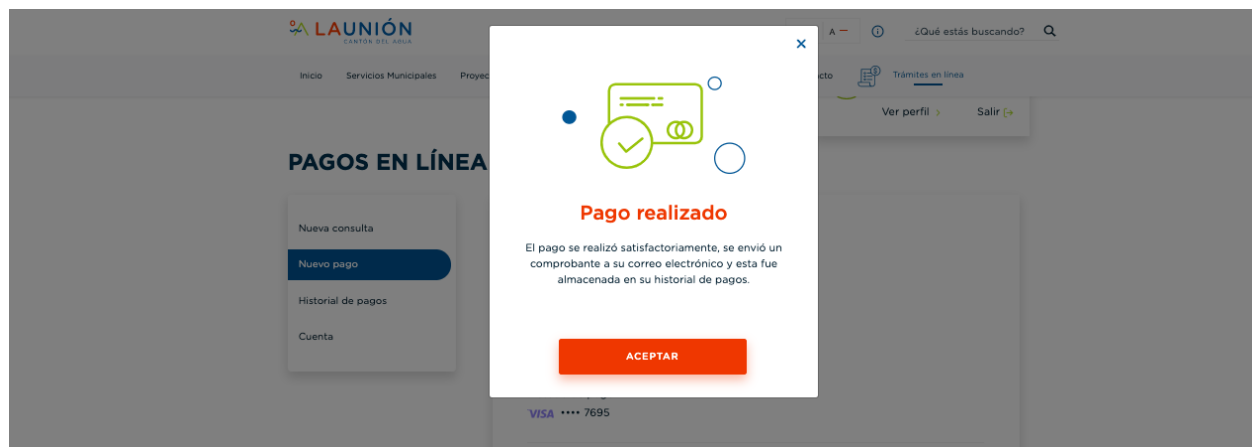 LAUNIÓN
CANTÓN DEL AGUA
A — ¿Qué estás buscando?
Inicio Servicios Municipales Proyec cto Trámites en línea
Ver perfil > Salir
PAGOS EN LÍNEA
Nueva consulta
Nuevo pago
Historial de pagos
Cuenta
×
Pago realizado
El pago se realizó satisfactoriamente, se envió un
comprobante a su correo electrónico y esta fue
almacenada en su historial de pagos.
ACEPTAR
VISA •••• 7695